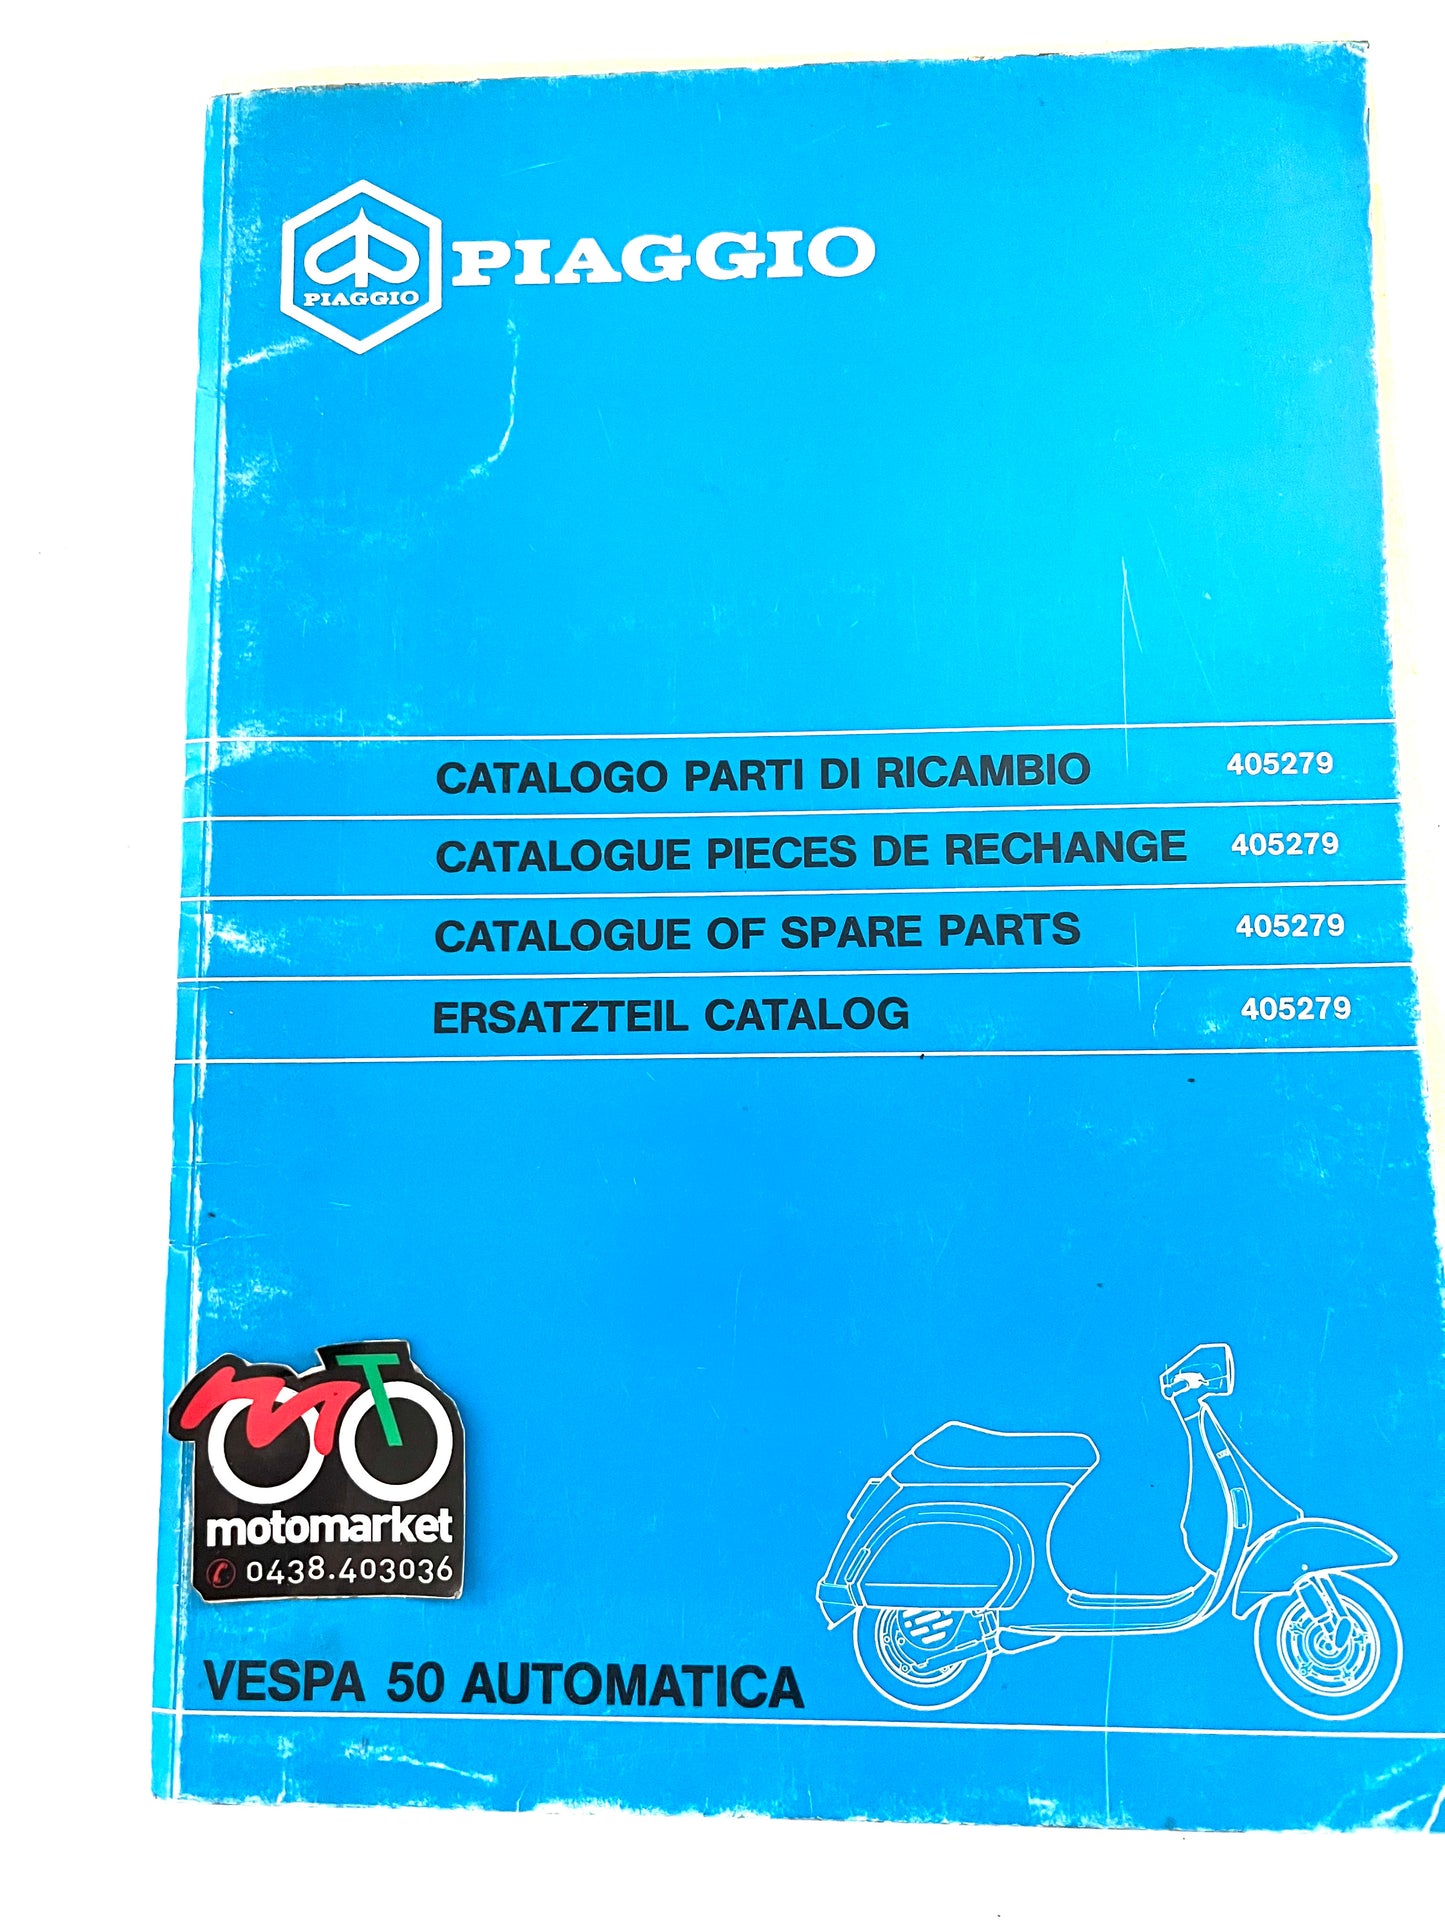 PIAGGIO
PIAGGIO
CATALOGO PARTI DI RICAMBIO 405279
CATALOGUE PIECES DE RECHANGE 405279
CATALOGUE OF SPARE PARTS 405279
ERSATZTEIL CATALOG 405279
motomarket
0438.403036
VESPA 50 AUTOMATICA